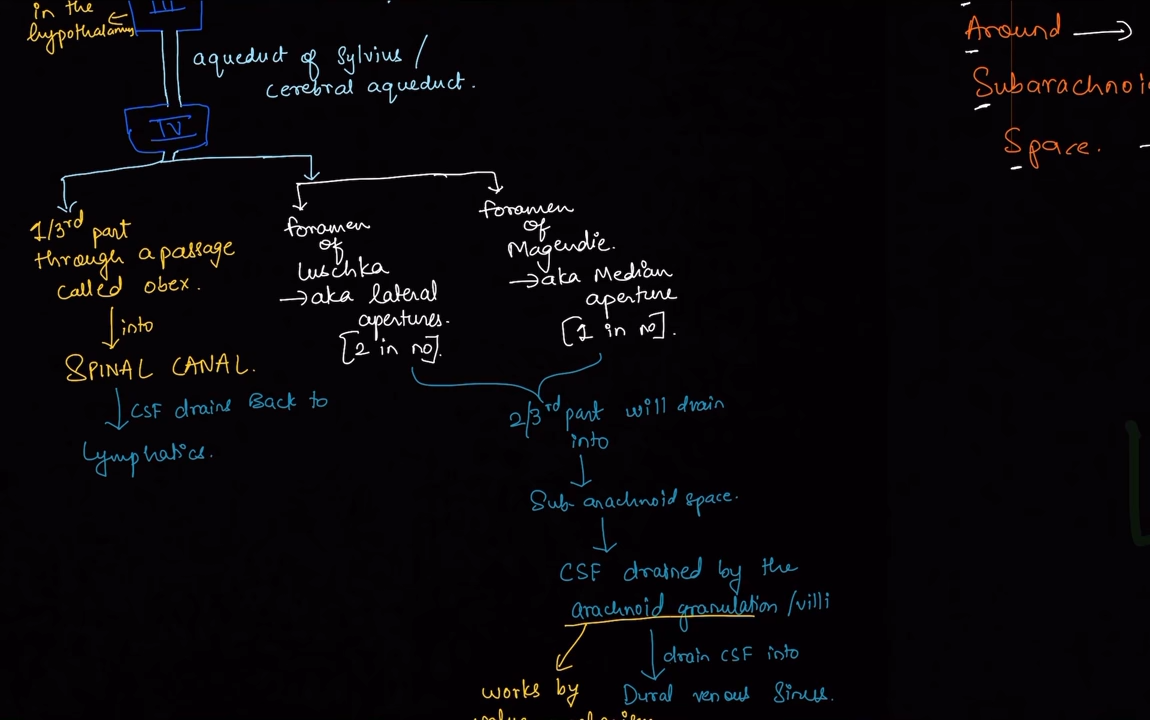 in the
hypothalamus
III
aqueduct of Sylvius /
cerebral aqueduct.
IV
1/3rd part
through a passage
called obex.
into
SPINAL CANAL.
CSF drains Back to
Lymphatics.
foramen
of
Luschka
→ aka lateral
apertures.
[2 in no].
foramen
of
Magendie.
→ aka Median
aperture
[1 in no].
2/3rd part will drain
into
Sub-arachnoid space.
CSF drained by the
arachnoid granulation /villi
drain CSF into
Dural venous Sinus.
works by
Around →
Subarachnoi
Space.